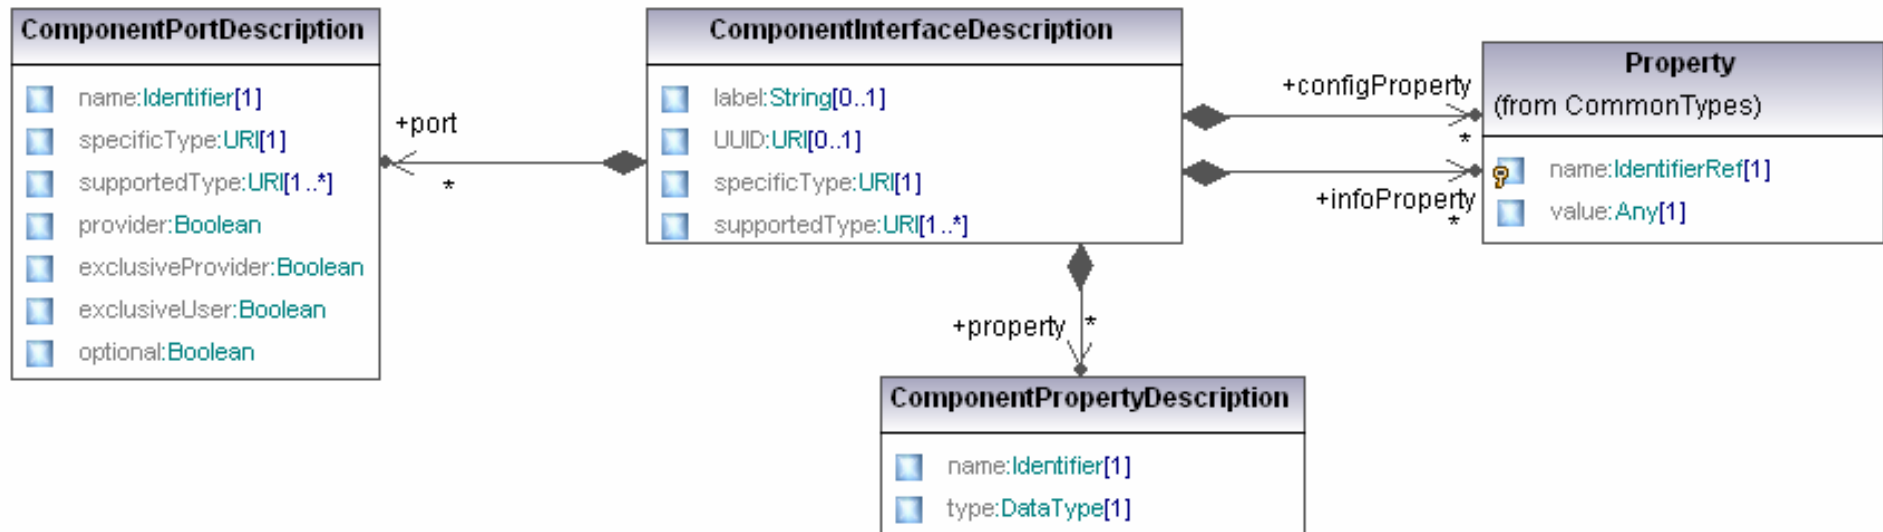 ComponentPortDescription
name:Identifier[1]
specificType:URI[1]
supportedType:URI[1..*]
provider:Boolean
exclusiveProvider:Boolean
exclusiveUser:Boolean
optional:Boolean
+port
*
ComponentInterfaceDescription
label:String[0..1]
UUID:URI[0..1]
specificType:URI[1]
supportedType:URI[1..*]
+configProperty
*
+infoProperty
*
Property
(from CommonTypes)
name:IdentifierRef[1]
value:Any[1]
+property
*
ComponentPropertyDescription
name:Identifier[1]
type:DataType[1]